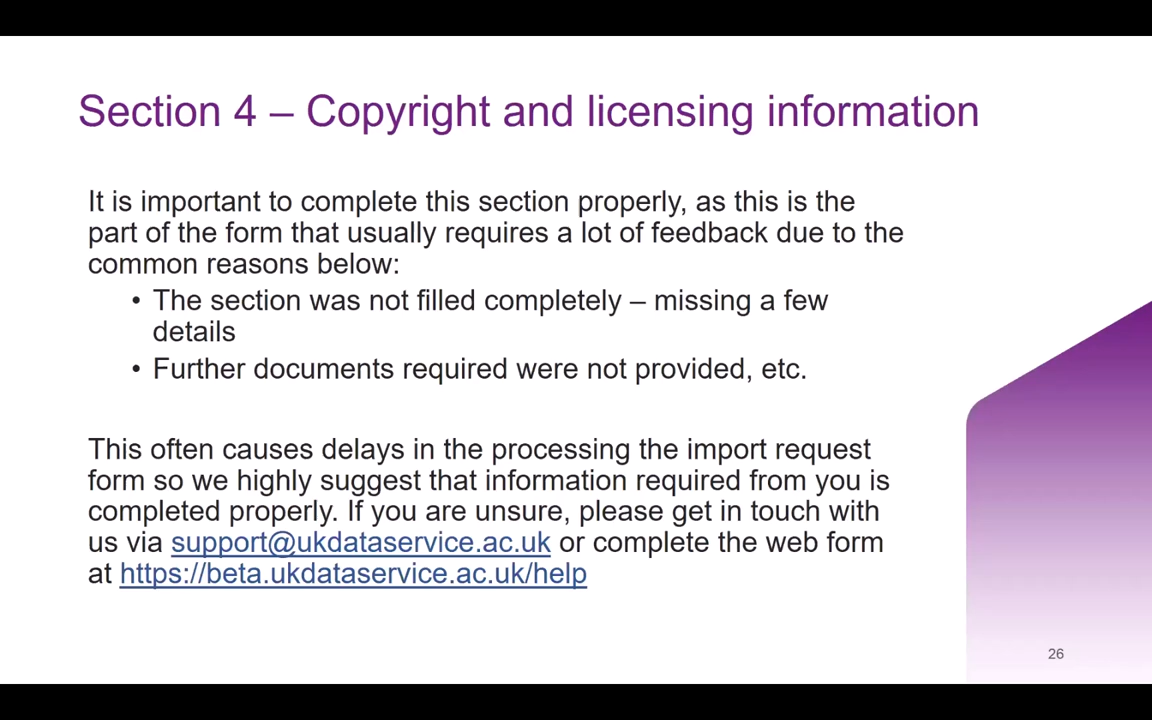 Section 4 – Copyright and licensing information
It is important to complete this section properly, as this is the
part of the form that usually requires a lot of feedback due to the
common reasons below:
• The section was not filled completely – missing a few
details
• Further documents required were not provided, etc.
This often causes delays in the processing the import request
form so we highly suggest that information required from you is
completed properly. If you are unsure, please get in touch with
us via support@ukdataservice.ac.uk or complete the web form
at https://beta.ukdataservice.ac.uk/help
26